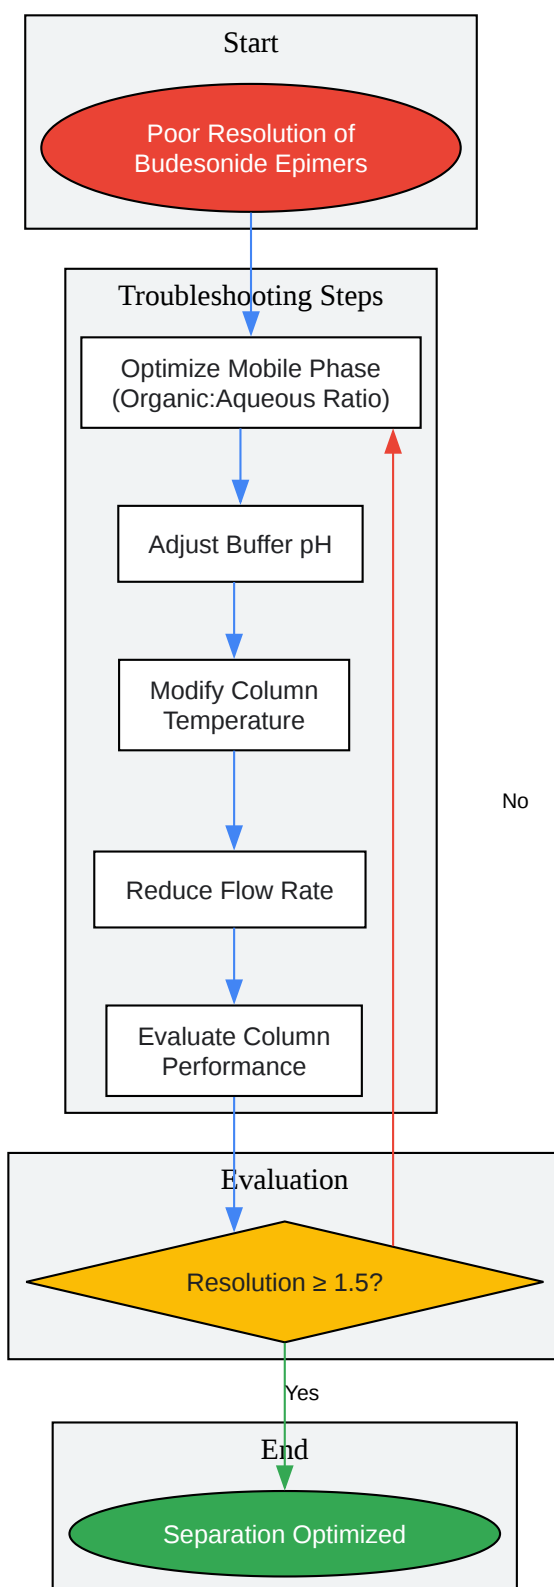 Start
Poor Resolution of
Budesonide Epimers
Troubleshooting Steps
Optimize Mobile Phase
(Organic:Aqueous Ratio)
Adjust Buffer pH
Modify Column
Temperature
No
Reduce Flow Rate
Evaluate Column
Performance
Evaluation
Resolution ≥ 1.5?
Yes
End
Separation Optimized